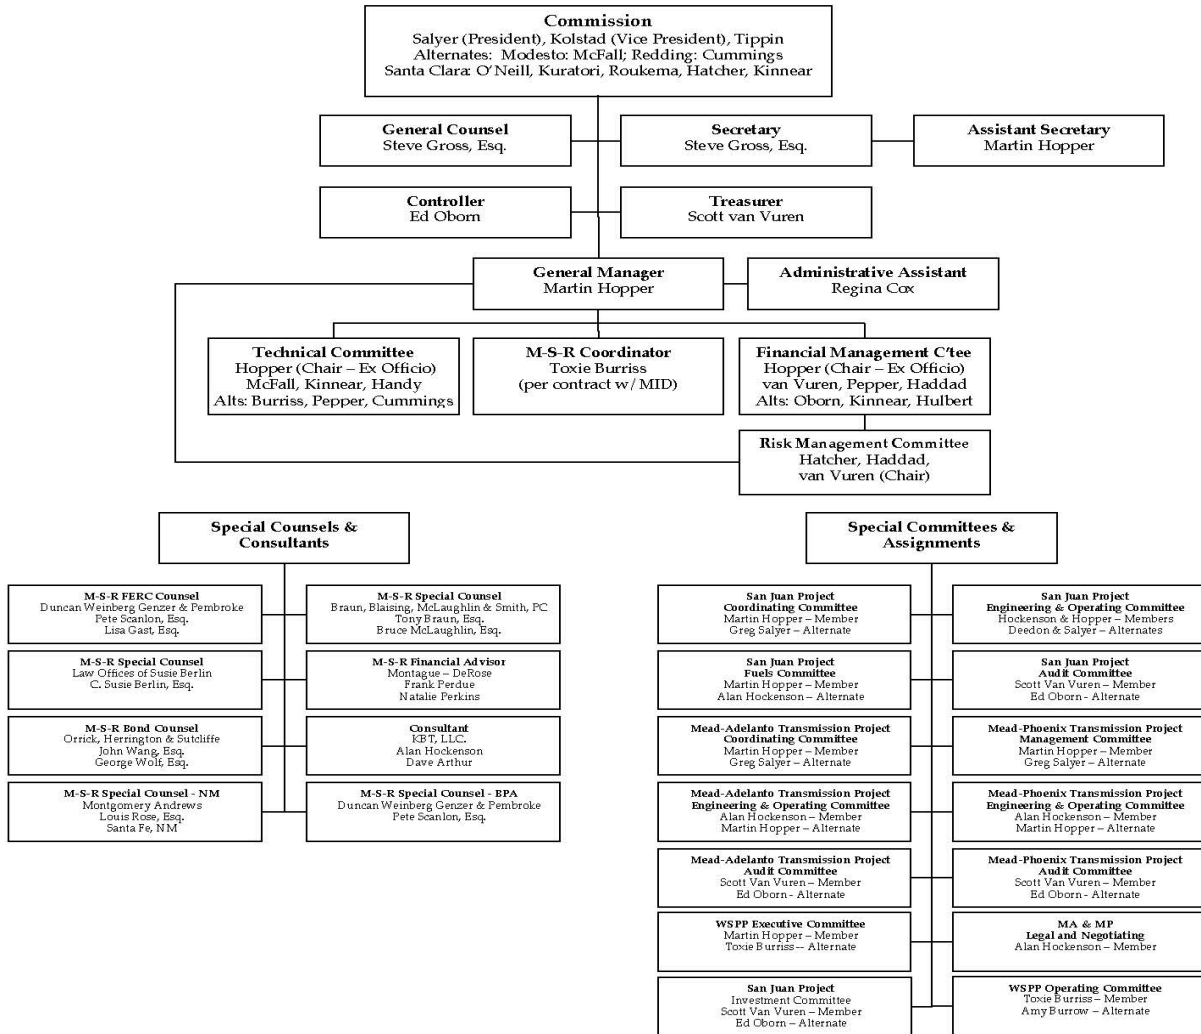 Commission
Salyer (President), Kolstad (Vice President), Tippin
Alternates: Modesto: McFall; Redding: Cummings
Santa Clara: O'Neill, Kuratori, Roukema, Hatcher, Kinnear
General Counsel
Steve Gross, Esq.
Secretary
Steve Gross, Esq.
Assistant Secretary
Martin Hopper
Controller
Ed Oborn
Treasurer
Scott van Vuren
General Manager
Martin Hopper
Administrative Assistant
Regina Cox
Technical Committee
Hopper (Chair – Ex Officio)
McFall, Kinnear, Handy
Alts: Burriss, Pepper, Cummings
M-S-R Coordinator
Toxie Burriss
(per contract w/ MID)
Financial Management C'tee
Hopper (Chair – Ex Officio)
van Vuren, Pepper, Haddad
Alts: Oborn, Kinnear, Hulbert
Risk Management Committee
Hatcher, Haddad,
van Vuren (Chair)
Special Counsels &
Consultants
M-S-R FERC Counsel
Duncan Weinberg Genzer & Pembroke
Pete Scanlon, Esq.
Lisa Gast, Esq.
M-S-R Special Counsel
Braun, Blaising, McLaughlin & Smith, PC
Tony Braun, Esq.
Bruce McLaughlin, Esq.
M-S-R Special Counsel
Law Offices of Susie Berlin
C. Susie Berlin, Esq.
M-S-R Financial Advisor
Montague – DeRose
Frank Perdue
Natalie Perkins
M-S-R Bond Counsel
Orrick, Herrington & Sutcliffe
John Wang, Esq.
George Wolf, Esq.
Consultant
KBT, LLC.
Alan Hockenson
Dave Arthur
M-S-R Special Counsel - NM
Montgomery Andrews
Louis Rose, Esq.
Santa Fe, NM
M-S-R Special Counsel - BPA
Duncan Weinberg Genzer & Pembroke
Pete Scanlon, Esq.
Special Committees &
Assignments
San Juan Project
Coordinating Committee
Martin Hopper – Member
Greg Salyer – Alternate
San Juan Project
Engineering & Operating Committee
Hockenson & Hopper – Members
Deedon & Salyer – Alternates
San Juan Project
Fuels Committee
Martin Hopper – Member
Alan Hockenson – Alternate
San Juan Project
Audit Committee
Scott Van Vuren – Member
Ed Oborn - Alternate
Mead-Adelanto Transmission Project
Coordinating Committee
Martin Hopper – Member
Greg Salyer – Alternate
Mead-Phoenix Transmission Project
Management Committee
Martin Hopper – Member
Greg Salyer – Alternate
Mead-Adelanto Transmission Project
Engineering & Operating Committee
Alan Hockenson – Member
Martin Hopper – Alternate
Mead-Phoenix Transmission Project
Engineering & Operating Committee
Alan Hockenson – Member
Martin Hopper – Alternate
Mead-Adelanto Transmission Project
Audit Committee
Scott Van Vuren – Member
Ed Oborn - Alternate
Mead-Phoenix Transmission Project
Audit Committee
Scott Van Vuren – Member
Ed Oborn - Alternate
WSPP Executive Committee
Martin Hopper – Member
Toxie Burriss -- Alternate
MA & MP
Legal and Negotiating
Alan Hockenson – Member
San Juan Project
Investment Committee
Scott Van Vuren – Member
Ed Oborn – Alternate
WSPP Operating Committee
Toxie Burriss – Member
Amy Burrow – Alternate